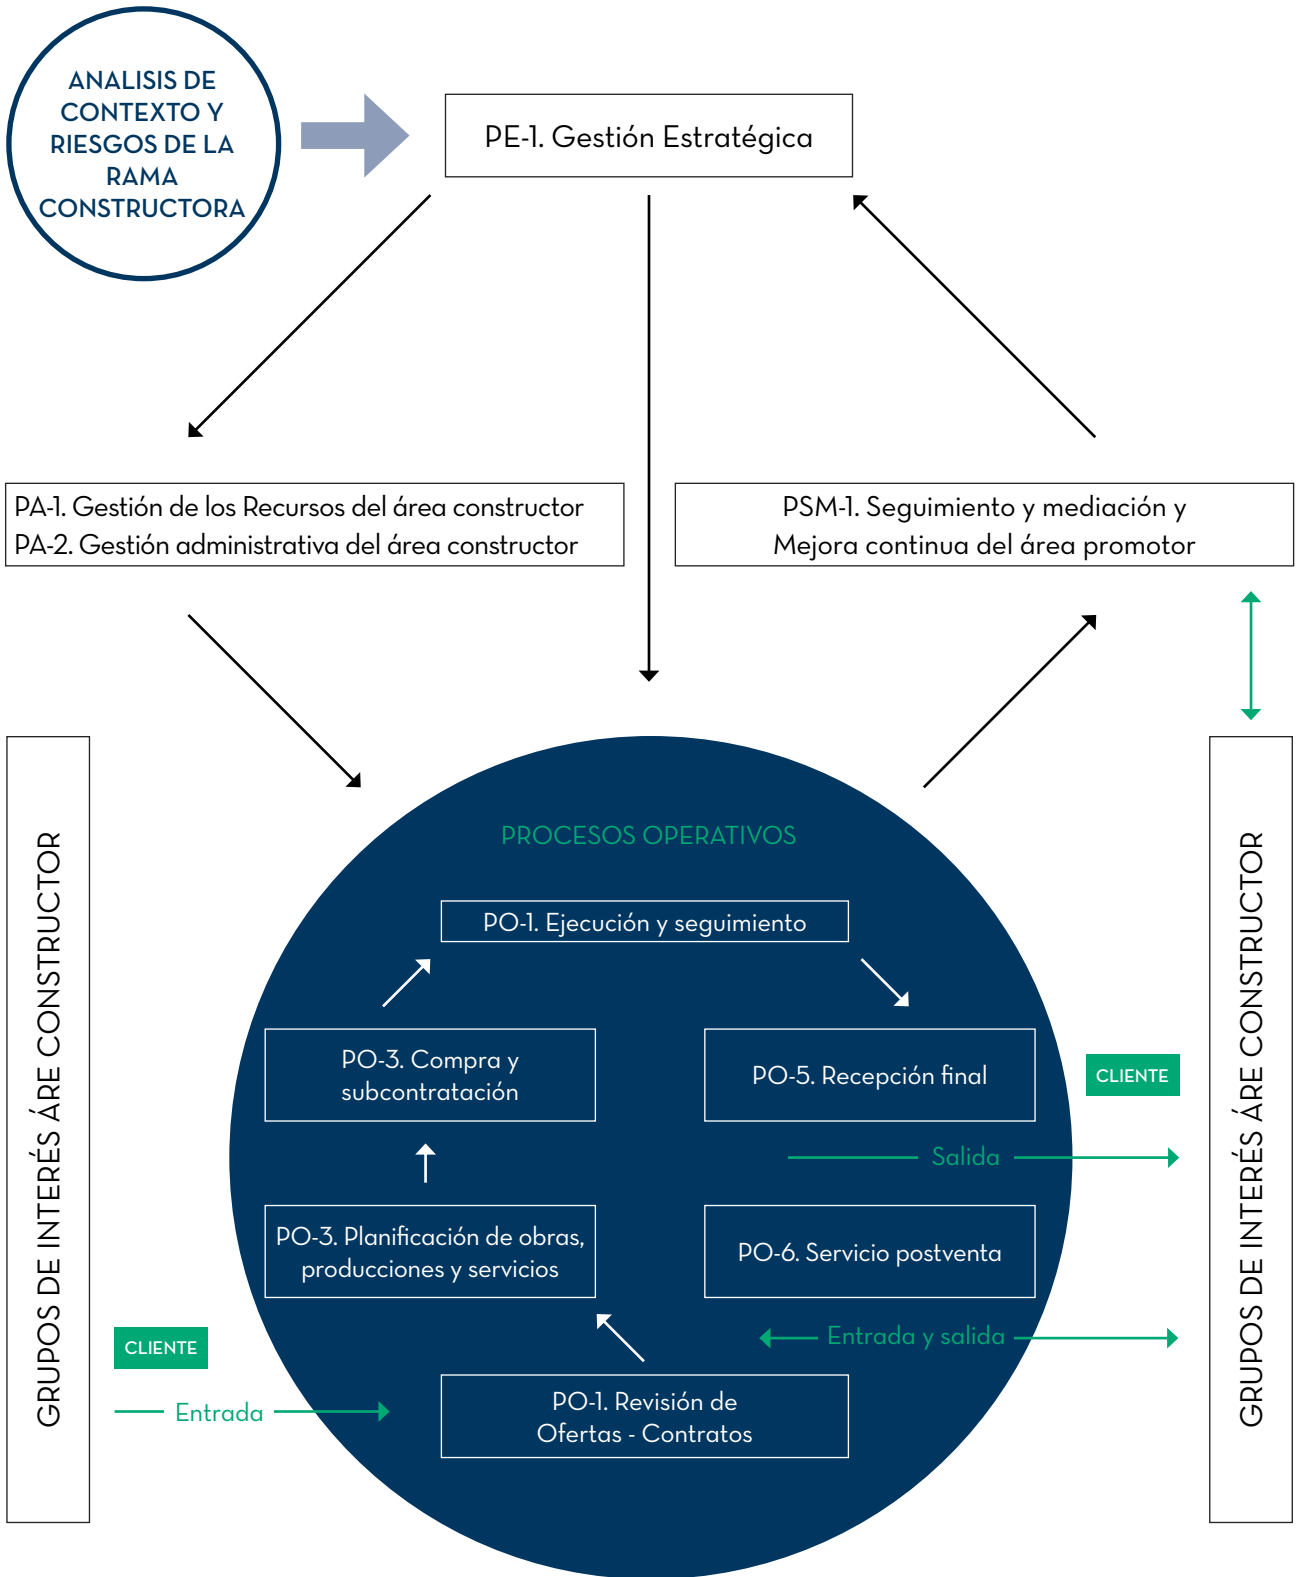 ANALISIS DE
CONTEXTO Y
RIESGOS DE LA
RAMA
CONSTRUCTORA
PE-1. Gestión Estratégica
PA-1. Gestión de los Recursos del área constructor
PA-2. Gestión administrativa del área constructor
PSM-1. Seguimiento y mediación y
Mejora continua del área promotor
GRUPOS DE INTERÉS ÁRE CONSTRUCTOR
PROCESOS OPERATIVOS
PO-1. Ejecución y seguimiento
PO-3. Compra y
subcontratación
PO-5. Recepción final
CLIENTE
Salida
PO-3. Planificación de obras,
producciones y servicios
PO-6. Servicio postventa
CLIENTE
Entrada y salida
Entrada
PO-1. Revisión de
Ofertas - Contratos
GRUPOS DE INTERÉS ÁRE CONSTRUCTOR